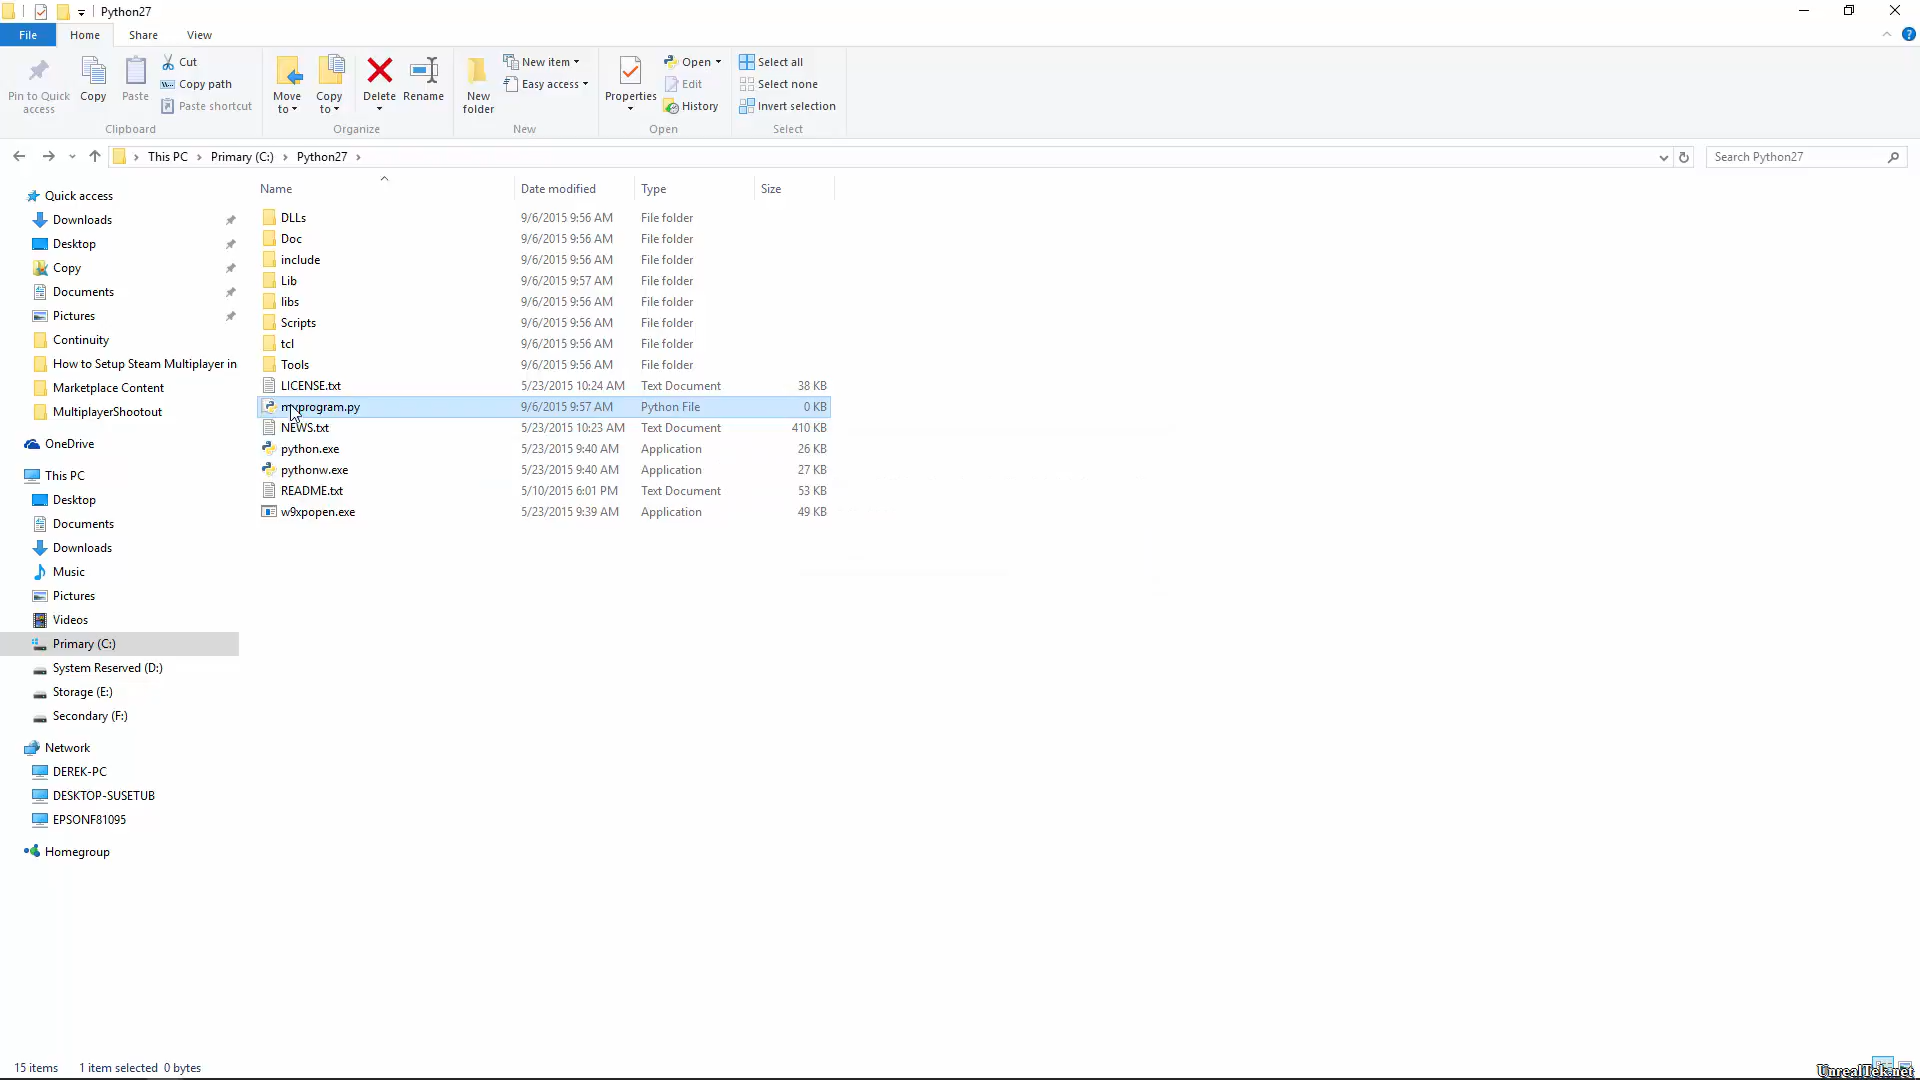 Python27
File Home Share View
Pin to Quick access
Copy
Paste
Cut
Copy path
Paste shortcut
Clipboard
Move to
Copy to
Delete
Rename
Organize
New folder
New item
Easy access
New
Properties
Open
Edit
History
Open
Select all
Select none
Invert selection
Select
This PC Primary (C:) Python27
Search Python27
Quick access
Downloads
Desktop
Copy
Documents
Pictures
Continuity
How to Setup Steam Multiplayer in
Marketplace Content
MultiplayerShootout
OneDrive
This PC
Desktop
Documents
Downloads
Music
Pictures
Videos
Primary (C:)
System Reserved (D:)
Storage (E:)
Secondary (F:)
Network
DEREK-PC
DESKTOP-SUSETUB
EPSONF81095
Homegroup
Name Date modified Type Size
DLLs 9/6/2015 9:56 AM File folder
Doc 9/6/2015 9:56 AM File folder
include 9/6/2015 9:56 AM File folder
Lib 9/6/2015 9:57 AM File folder
libs 9/6/2015 9:56 AM File folder
Scripts 9/6/2015 9:56 AM File folder
tcl 9/6/2015 9:56 AM File folder
Tools 9/6/2015 9:56 AM File folder
LICENSE.txt 5/23/2015 10:24 AM Text Document 38 KB
myprogram.py 9/6/2015 9:57 AM Python File 0 KB
NEWS.txt 5/23/2015 10:23 AM Text Document 410 KB
python.exe 5/23/2015 9:40 AM Application 26 KB
pythonw.exe 5/23/2015 9:40 AM Application 27 KB
README.txt 5/10/2015 6:01 PM Text Document 53 KB
w9xpopen.exe 5/23/2015 9:39 AM Application 49 KB
15 items 1 item selected 0 bytes
UnrealTek.net